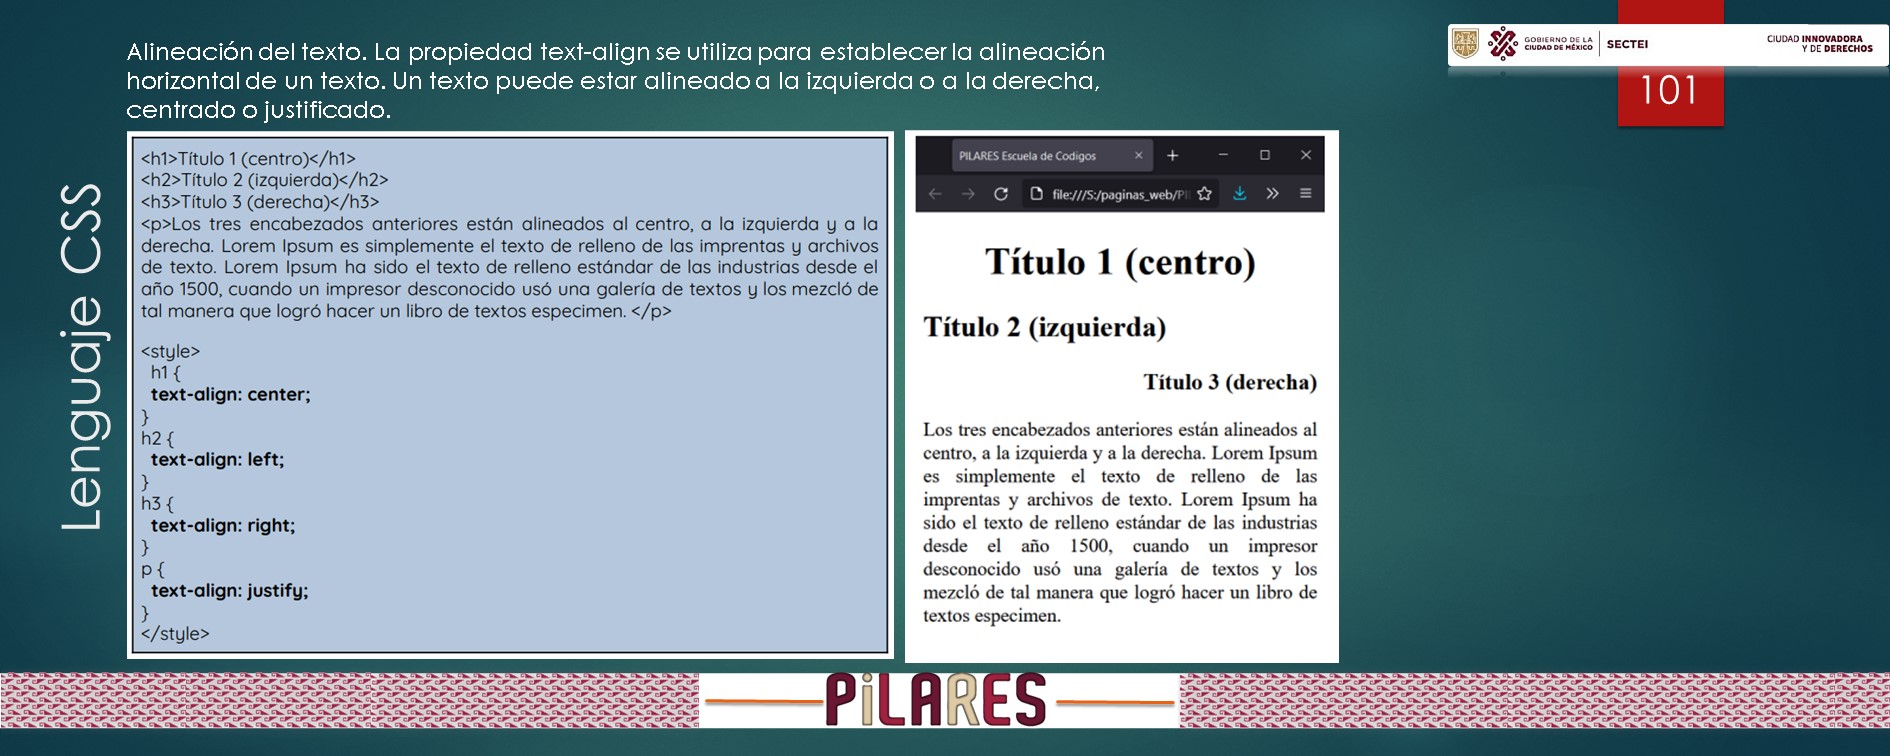 Alineación del texto. La propiedad text-align se utiliza para establecer la alineación
horizontal de un texto. Un texto puede estar alineado a la izquierda o a la derecha,
centrado o justificado.
GOBIERNO DE LA
CIUDAD DE MÉXICO
SECTEI
CIUDAD INNOVADORA
Y DE DERECHOS
101
Lenguaje CSS
<h1>Título 1 (centro)</h1>
<h2>Título 2 (izquierda)</h2>
<h3>Título 3 (derecha)</h3>
<p>Los tres encabezados anteriores están alineados al centro, a la izquierda y a la
derecha. Lorem Ipsum es simplemente el texto de relleno de las imprentas y archivos
de texto. Lorem Ipsum ha sido el texto de relleno estándar de las industrias desde el
año 1500, cuando un impresor desconocido usó una galería de textos y los mezcló de
tal manera que logró hacer un libro de textos especimen. </p>
<style>
h1 {
text-align: center;
}
h2 {
text-align: left;
}
h3 {
text-align: right;
}
p {
text-align: justify;
}
</style>
PILARES Escuela de Codigos
file:///S:/paginas_web/PI
Título 1 (centro)
Título 2 (izquierda)
Título 3 (derecha)
Los tres encabezados anteriores están alineados al
centro, a la izquierda y a la derecha. Lorem Ipsum
es simplemente el texto de relleno de las
imprentas y archivos de texto. Lorem Ipsum ha
sido el texto de relleno estándar de las industrias
desde el año 1500, cuando un impresor
desconocido usó una galería de textos y los
mezcló de tal manera que logró hacer un libro de
textos especimen.
PiLARES